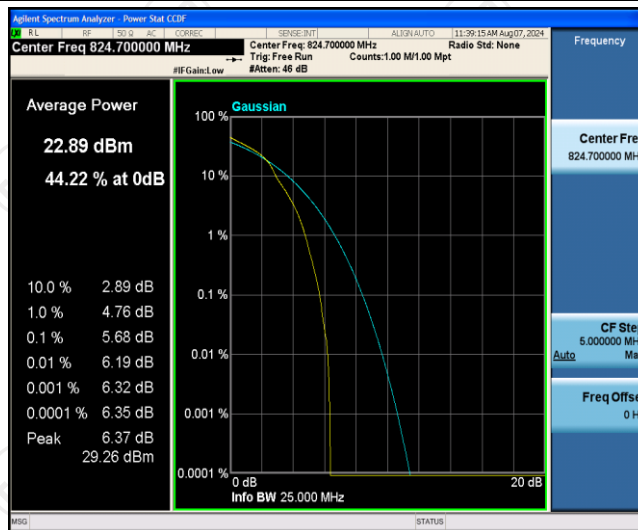 Agilent Spectrum Analyzer - Power Stat CCDF
RL RF 50 Ω AC CORREC SENSE:INT ALIGN AUTO 11:39:15 AM Aug 07, 2024
Center Freq 824.700000 MHz
Center Freq: 824.700000 MHz Radio Std: None
Trig: Free Run Counts:1.00 M/1.00 Mpt
#IFGain:Low #Atten: 46 dB
Frequency
Average Power
22.89 dBm
44.22 % at 0dB
10.0 % 2.89 dB
1.0 % 4.76 dB
0.1 % 5.68 dB
0.01 % 6.19 dB
0.001 % 6.32 dB
0.0001 % 6.35 dB
Peak 6.37 dB
29.26 dBm
Gaussian
100 %
10 %
1 %
0.1 %
0.01 %
0.001 %
0.0001 %
0 dB 20 dB
Info BW 25.000 MHz
Center Fre
824.700000 MH
CF Ste
5.000000 MH
Auto Ma
Freq Offse
0 H
MSG STATUS